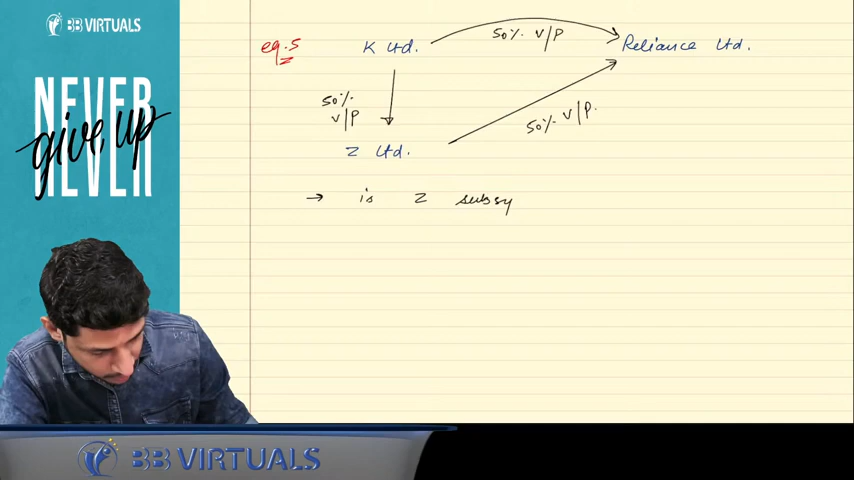 BB VIRTUALS
NEVER
give up
NEVER
eg.5
K Ltd.
50% V/P
Reliance Ltd.
50%
V/P
50% V/P.
Z Ltd.
→ is Z subsy
BB VIRTUALS